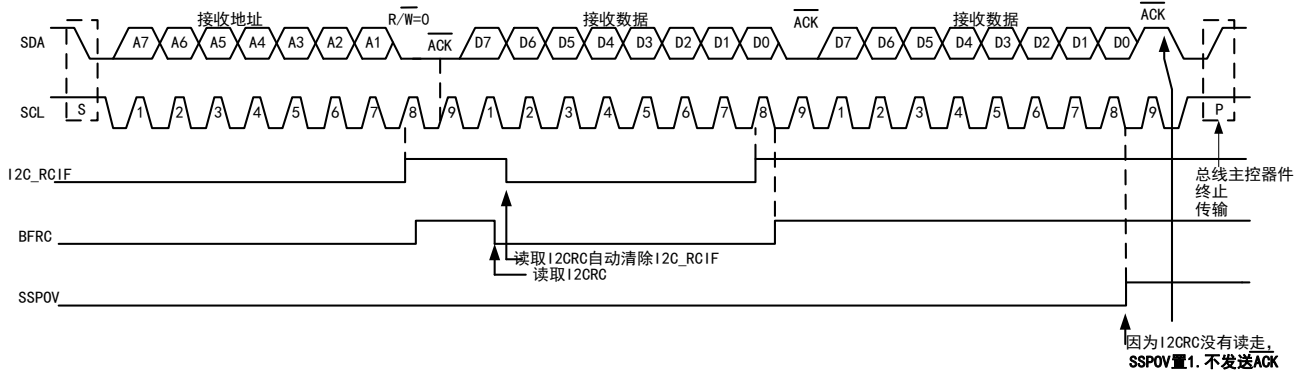 接收地址 R/W=0 接收数据 ACK 接收数据 ACK
SDA A7 A6 A5 A4 A3 A2 A1 ACK D7 D6 D5 D4 D3 D2 D1 D0 D7 D6 D5 D4 D3 D2 D1 D0
SCL S 1 2 3 4 5 6 7 8 9 1 2 3 4 5 6 7 8 9 1 2 3 4 5 6 7 8 9 P
I2C_RCIF
总线主控器件
终止
传输
BFRC
读取I2CRC自动清除I2C_RCIF
读取I2CRC
SSPOV
因为I2CRC没有读走,
SSPOV置1.不发送ACK